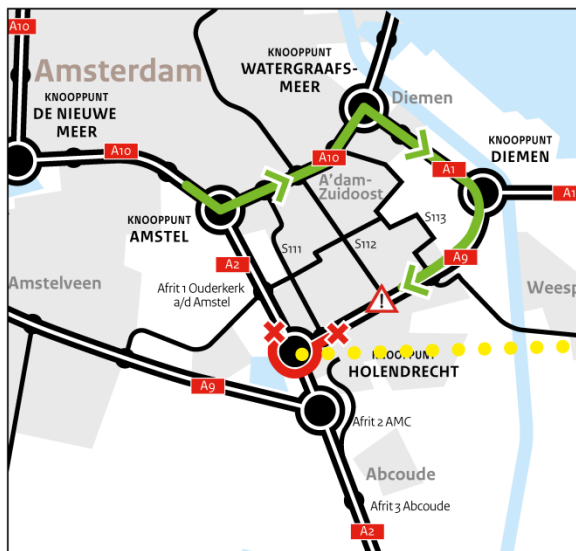 A10
A10
Amsterdam
KNOOPPUNT
DE NIEUWE
MEER
KNOOPPUNT
WATERGRAAFS-
MEER
Diemen
KNOOPPUNT
DIEMEN
A10
A10
A1
A1
A'dam-
Zuidoost
KNOOPPUNT
AMSTEL
S111
S112
S113
A2
A9
Amstelveen
Afrit 1 Ouderkerk
a/d Amstel
!
Weesp
KNOOPPUNT
HOLENDRECHT
A9
Afrit 2 AMC
Abcoude
Afrit 3 Abcoude
A2